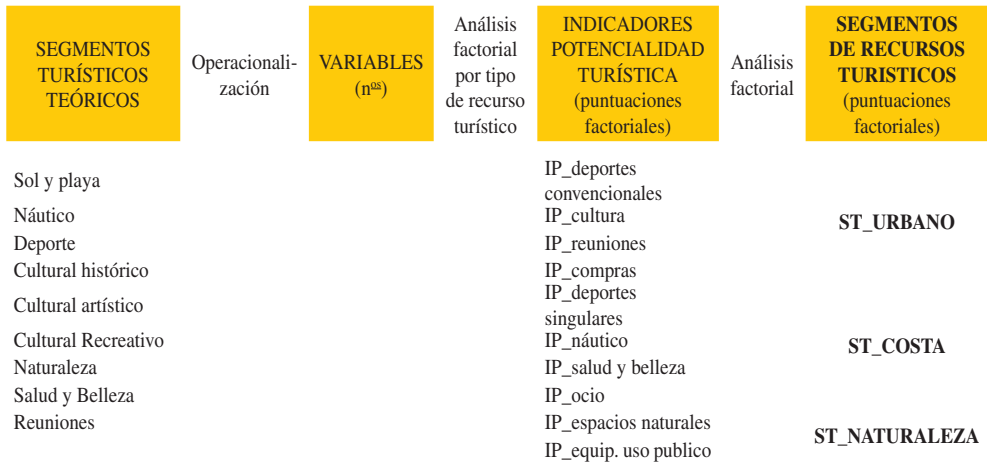 SEGMENTOS
TURÍSTICOS
TEÓRICOS
Operacionali-
zación
VARIABLES
(nos)
Análisis
factorial
por tipo
de recurso
turístico
INDICADORES
POTENCIALIDAD
TURÍSTICA
(puntuaciones
factoriales)
Análisis
factorial
SEGMENTOS
DE RECURSOS
TURISTICOS
(puntuaciones
factoriales)
Sol y playa
Náutico
Deporte
Cultural histórico
Cultural artístico
Cultural Recreativo
Naturaleza
Salud y Belleza
Reuniones
IP_deportes
convencionales
IP_cultura
IP_reuniones
IP_compras
IP_deportes
singulares
IP_náutico
IP_salud y belleza
IP_ocio
IP_espacios naturales
IP_equip. uso publico
ST_URBANO
ST_COSTA
ST_NATURALEZA